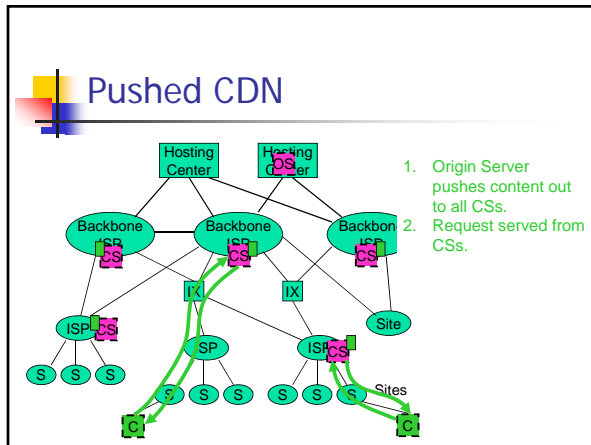 Pushed CDN
Hosting
Center
Hosting
Center
OS
1. Origin Server
pushes content out
to all CSs.
2. Request served from
CSs.
Backbone
ISP
CS
Backbone
ISP
CS
Backbone
ISP
CS
IX
IX
Site
ISP
CS
ISP
ISP
CS
S
S
S
S
S
S
S
S
S
Sites
C
C